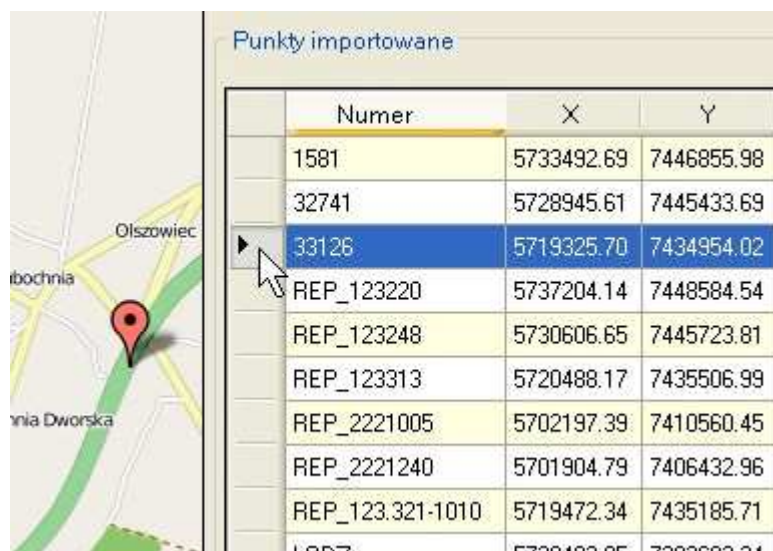 Punkty importowane
Numer X Y
1581 5733492.69 7446855.98
32741 5728945.61 7445433.69
33126 5719325.70 7434954.02
REP_123220 5737204.14 7448584.54
REP_123248 5730606.65 7445723.81
REP_123313 5720488.17 7435506.99
REP_2221005 5702197.39 7410560.45
REP_2221240 5701904.79 7406432.96
REP_123.321-1010 5719472.34 7435185.71
Olszowiec
bochnia
nia Dworska